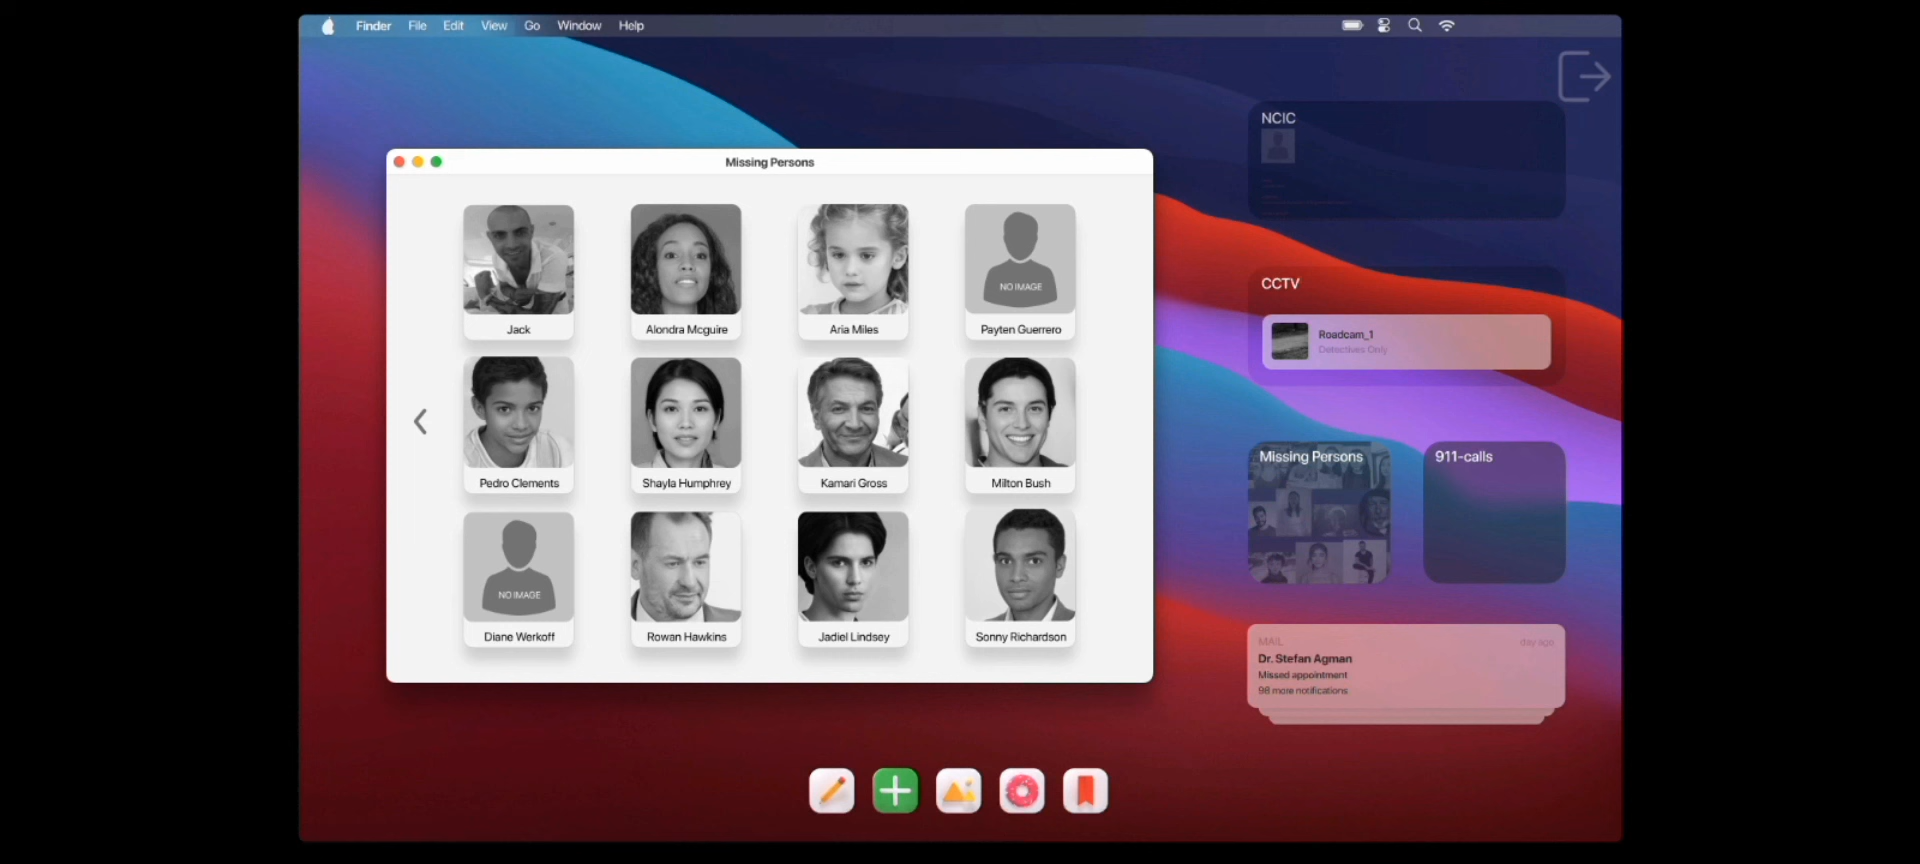 Finder File Edit View Go Window Help
Missing Persons
Jack
Alondra Mcguire
Aria Miles
NO IMAGE
Payten Guerrero
Pedro Clements
Shayla Humphrey
Kamari Gross
Milton Bush
NO IMAGE
Diane Werkoff
Rowan Hawkins
Jadiel Lindsey
Sonny Richardson
NCIC
CCTV
Roadcam_1
Detectives Only
Missing Persons
911-calls
MAIL
day ago
Dr. Stefan Agman
Missed appointment
98 more notifications